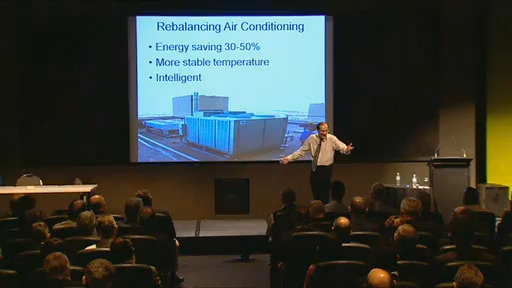 Rebalancing Air Conditioning
• Energy saving 30-50%
• More stable temperature
• Intelligent